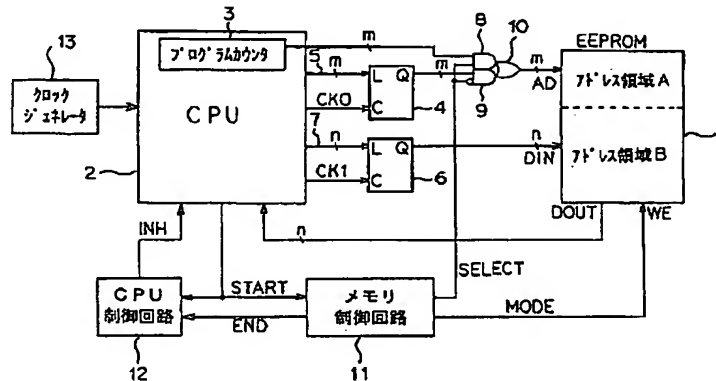 3
8
10
13
プログラムカウンタ
m
EEPROM
5
m
L
Q
m
m
クロック
ジェネレータ
CPU
CK0
C
4
9
AD
アドレス領域A
7
n
L
Q
n
2
CK1
C
6
DIN
アドレス領域B
DOUT
WE
INH
n
SELECT
CPU
制御回路
START
END
メモリ
制御回路
MODE
12
11